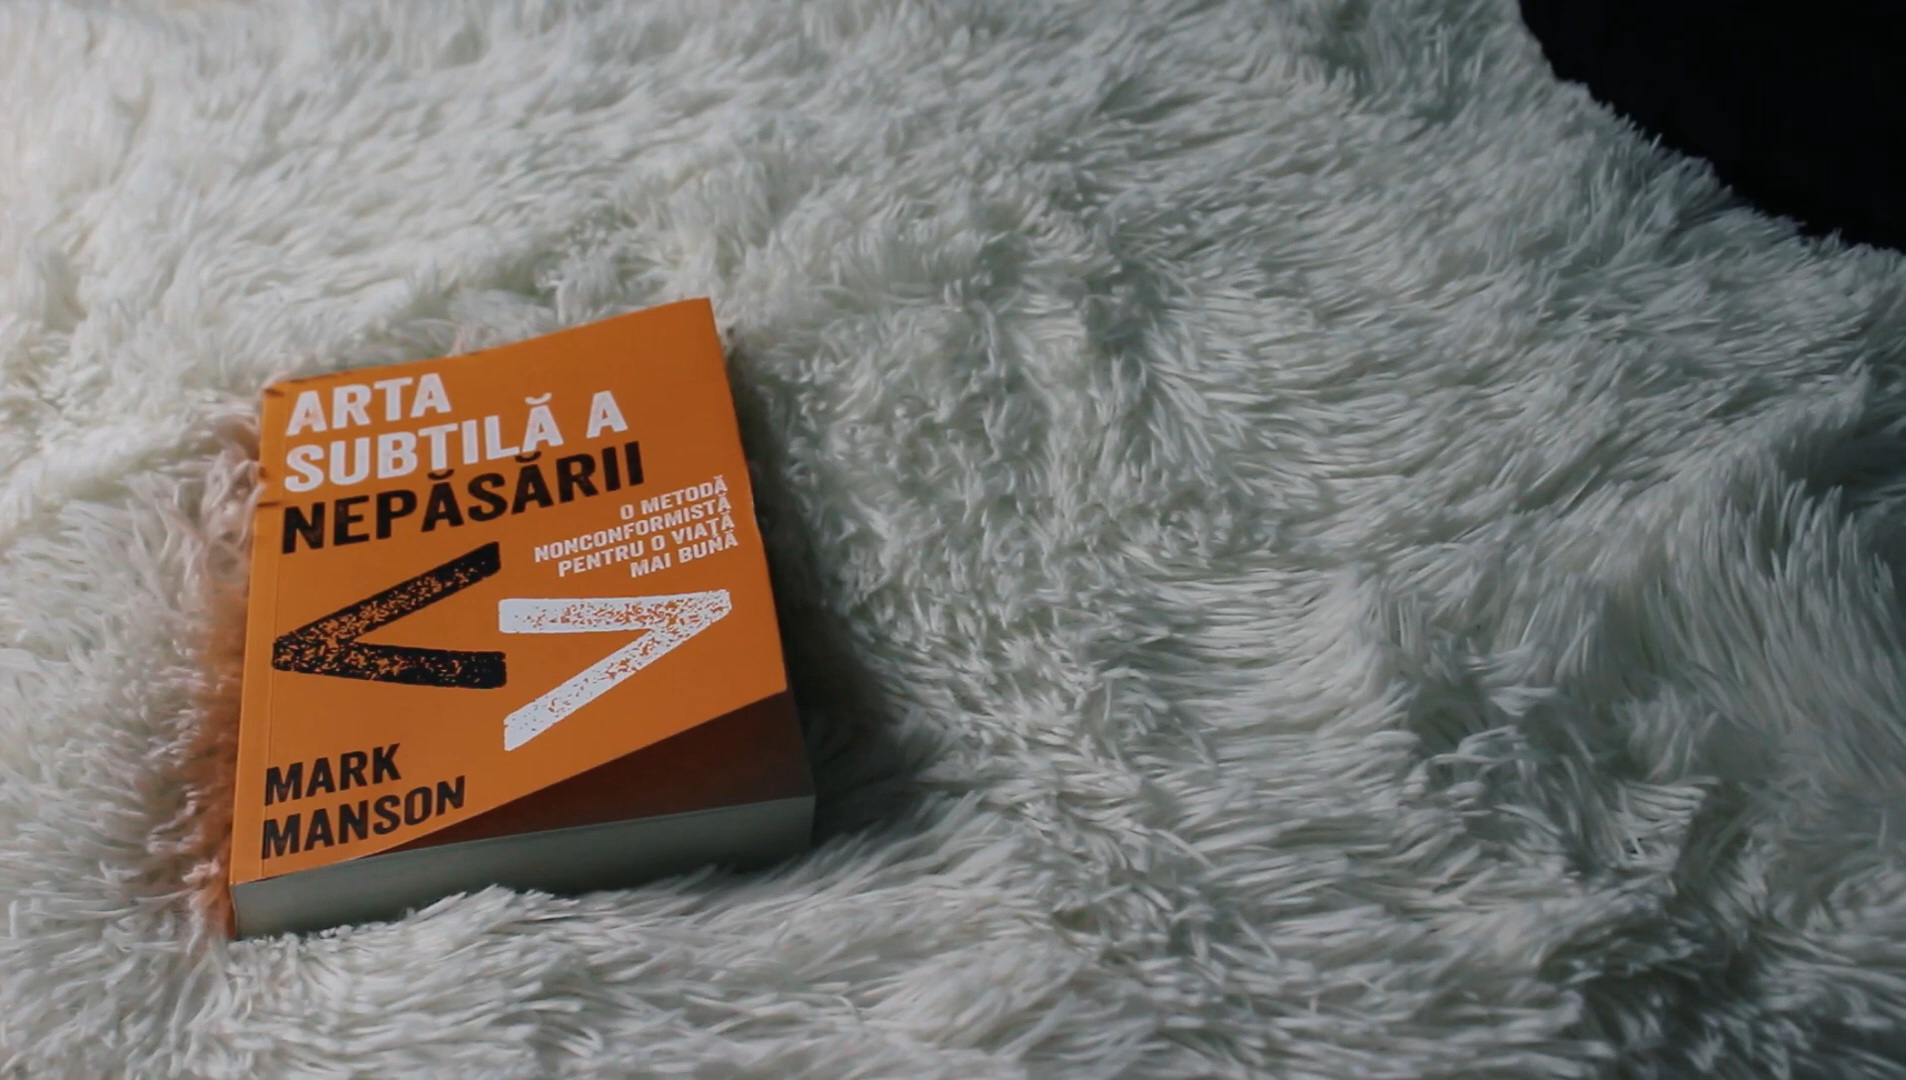 ARTA
SUBTILĂ A
NEPĂSĂRII
O METODĂ
NONCONFORMISTĂ
PENTRU O VIAȚĂ
MAI BUNĂ
MARK
MANSON